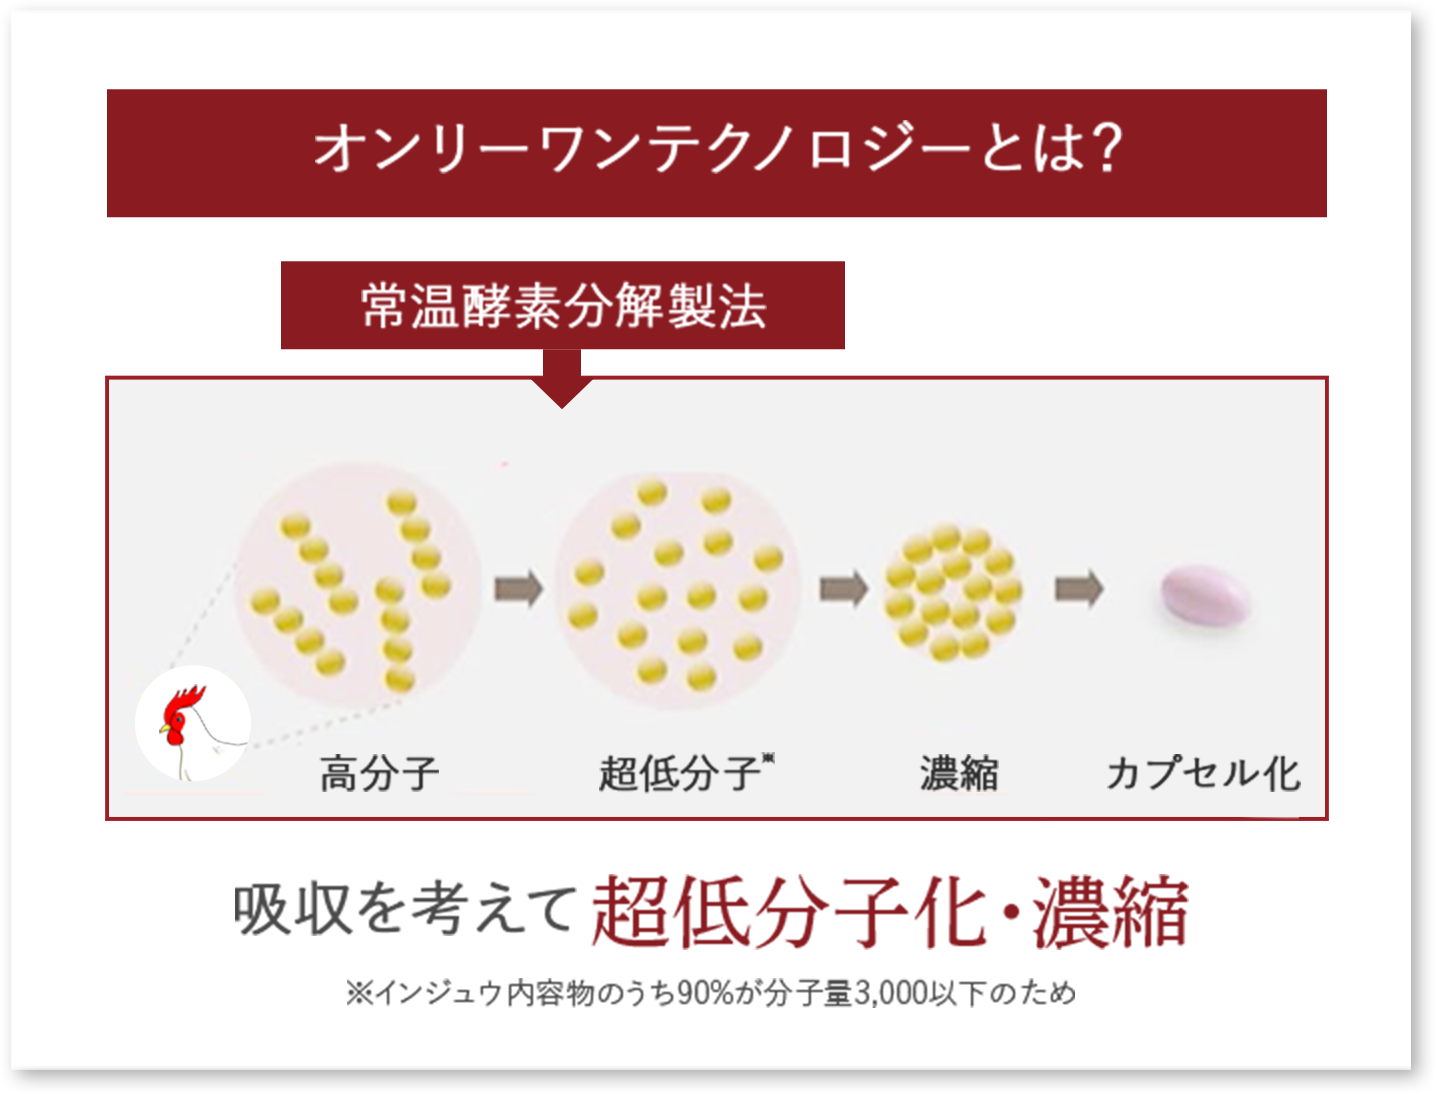 オンリーワンテクノロジーとは?
常温酵素分解製法
高分子
超低分子※
濃縮
カプセル化
吸収を考えて超低分子化・濃縮
※インジュウ内容物のうち90%が分子量3,000以下のため